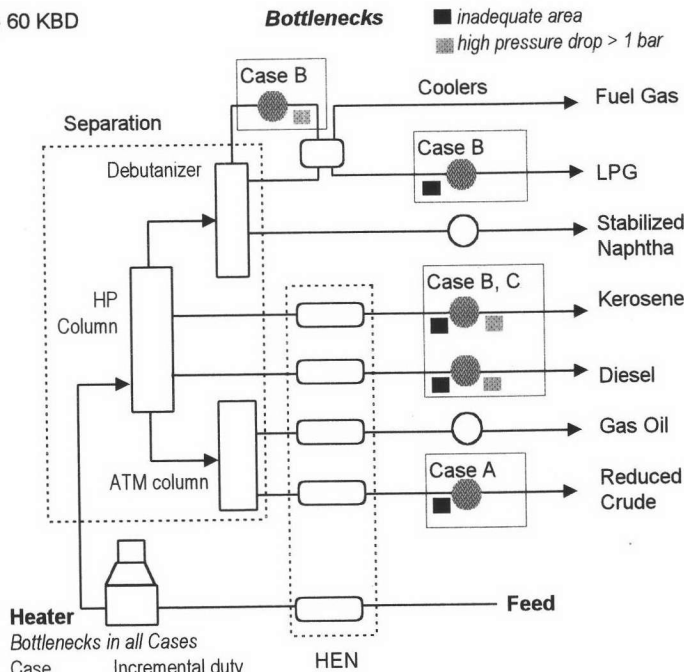 60 KBD
Bottlenecks
inadequate area
high pressure drop > 1 bar
Case B
Coolers
Fuel Gas
Separation
Debutanizer
Case B
LPG
Stabilized
Naphtha
HP
Column
Case B, C
Kerosene
Diesel
Gas Oil
ATM column
Case A
Reduced
Crude
Heater
Feed
Bottlenecks in all Cases
Case Incremental duty
HEN